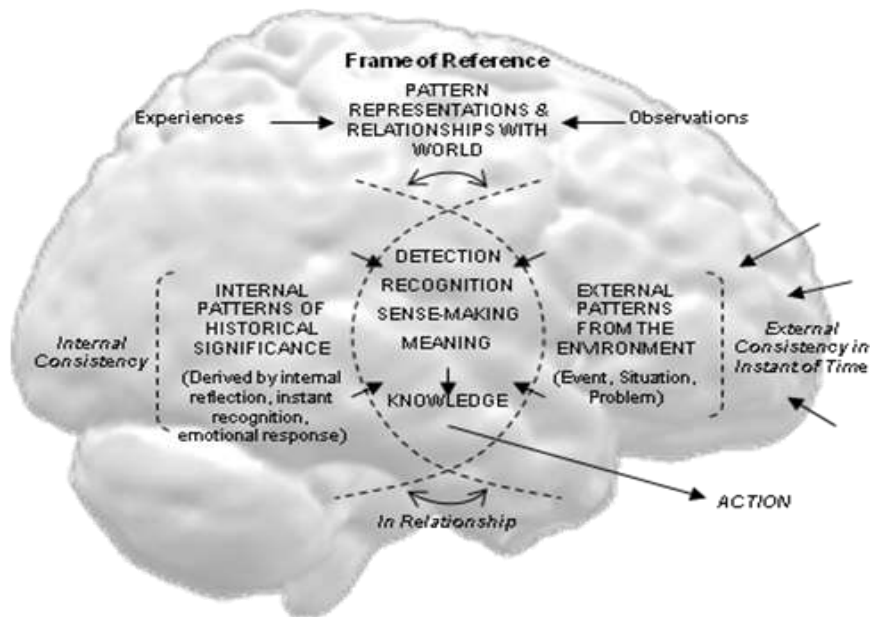 Frame of Reference
PATTERN
REPRESENTATIONS &
RELATIONSHIPS WITH
WORLD
Experiences
Observations
DETECTION
RECOGNITION
SENSE-MAKING
MEANING
KNOWLEDGE
INTERNAL
PATTERNS OF
HISTORICAL
SIGNIFICANCE
(Derived by internal
reflection, instant
recognition,
emotional response)
Internal
Consistency
EXTERNAL
PATTERNS
FROM THE
ENVIRONMENT
(Event, Situation,
Problem)
External
Consistency in
Instant of Time
ACTION
In Relationship